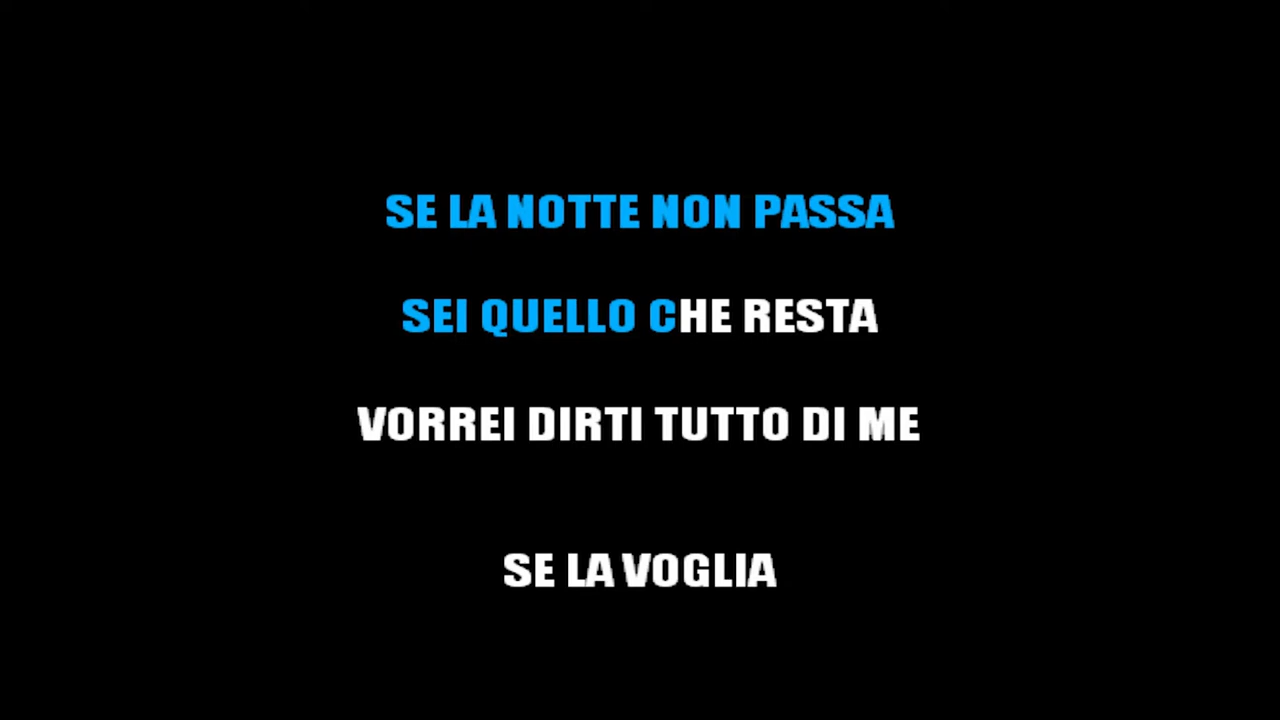 SE LA NOTTE NON PASSA
SEI QUELLO CHE RESTA
VORREI DIRTI TUTTO DI ME
SE LA VOGLIA